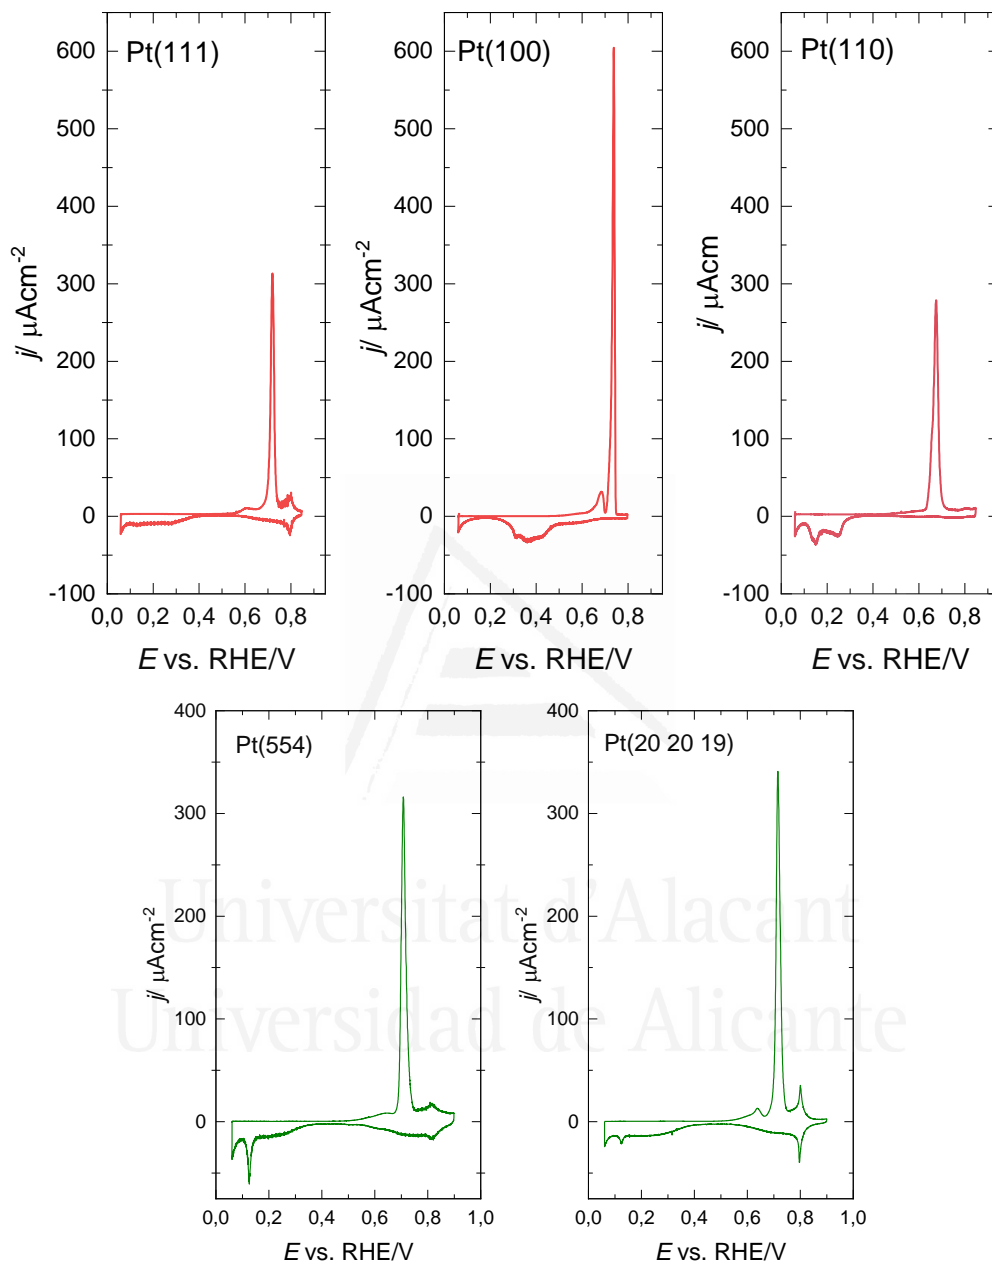 Pt(111)
600
500
400
300
200
100
0
-100
j/ μAcm-2
0,0 0,2 0,4 0,6 0,8
E vs. RHE/V
Pt(100)
600
500
400
300
200
100
0
-100
j/ μAcm-2
0,0 0,2 0,4 0,6 0,8
E vs. RHE/V
Pt(110)
600
500
400
300
200
100
0
-100
j/ μAcm
0,0 0,2 0,4 0,6 0,8
E vs. RHE/V
Pt(554)
400
300
200
100
0
j/ μAcm-2
0,0 0,2 0,4 0,6 0,8 1,0
E vs. RHE/V
Pt(20 20 19)
400
300
200
100
0
j/ μAcm-2
0,0 0,2 0,4 0,6 0,8 1,0
E vs. RHE/V
Universitat d'Alacant
Universidad de Alicante